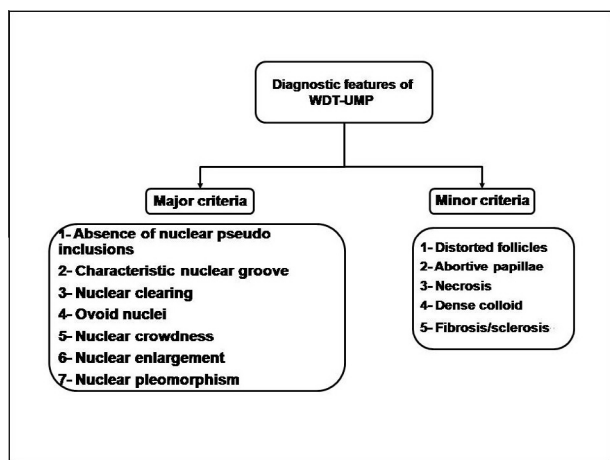 Diagnostic features of
WDT-UMP
Major criteria
1- Absence of nuclear pseudo
inclusions
2- Characteristic nuclear groove
3- Nuclear clearing
4- Ovoid nuclei
5- Nuclear crowdness
6- Nuclear enlargement
7- Nuclear pleomorphism
Minor criteria
1- Distorted follicles
2- Abortive papillae
3- Necrosis
4- Dense colloid
5- Fibrosis/sclerosis